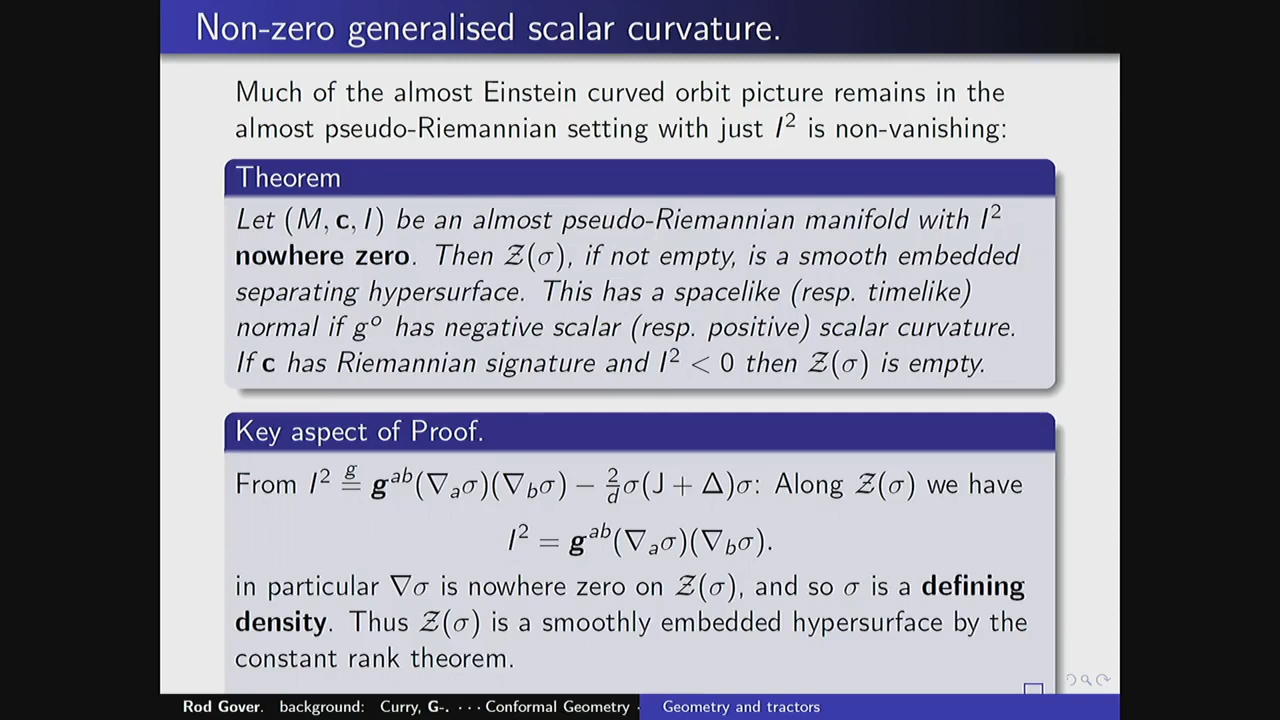 Non-zero generalised scalar curvature.
Much of the almost Einstein curved orbit picture remains in the
almost pseudo-Riemannian setting with just I² is non-vanishing:
Theorem
Let (M, c, I) be an almost pseudo-Riemannian manifold with I²
nowhere zero. Then 𝒵(σ), if not empty, is a smooth embedded
separating hypersurface. This has a spacelike (resp. timelike)
normal if gᵒ has negative scalar (resp. positive) scalar curvature.
If c has Riemannian signature and I² < 0 then 𝒵(σ) is empty.
Key aspect of Proof.
From I² =ᵍ gᵃᵇ(∇ₐσ)(∇_bσ) − 2/d σ(J + Δ)σ: Along 𝒵(σ) we have
I² = gᵃᵇ(∇ₐσ)(∇_bσ).
in particular ∇σ is nowhere zero on 𝒵(σ), and so σ is a defining
density. Thus 𝒵(σ) is a smoothly embedded hypersurface by the
constant rank theorem.
Rod Gover. background: Curry, G-. ··· Conformal Geometry · Geometry and tractors